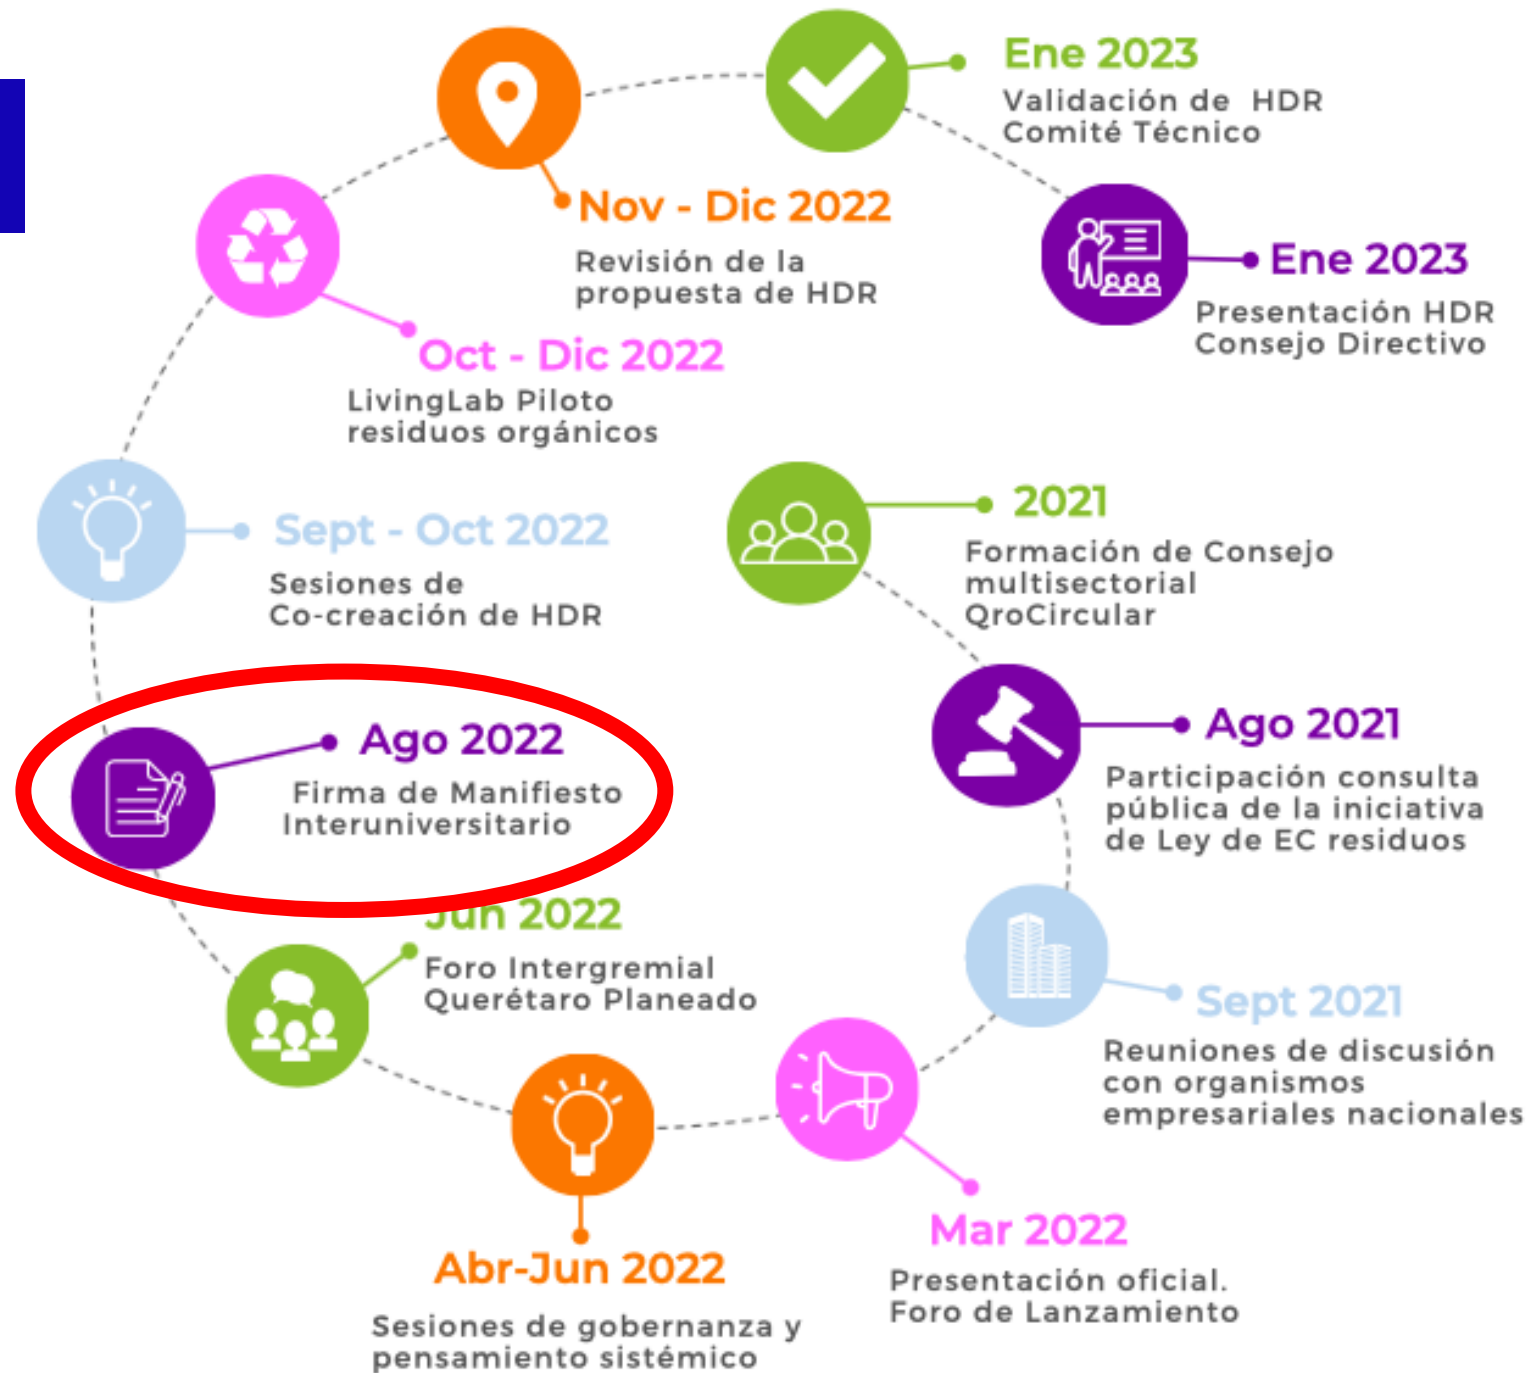 Ene 2023
Validación de HDR
Comité Técnico
Nov - Dic 2022
Revisión de la
propuesta de HDR
Ene 2023
Presentación HDR
Consejo Directivo
Oct - Dic 2022
LivingLab Piloto
residuos orgánicos
2021
Formación de Consejo
multisectorial
QroCircular
Sept - Oct 2022
Sesiones de
Co-creación de HDR
Ago 2021
Participación consulta
pública de la iniciativa
de Ley de EC residuos
Ago 2022
Firma de Manifiesto
Interuniversitario
Jun 2022
Foro Intergremial
Querétaro Planeado
Sept 2021
Reuniones de discusión
con organismos
empresariales nacionales
Mar 2022
Presentación oficial.
Foro de Lanzamiento
Abr-Jun 2022
Sesiones de gobernanza y
pensamiento sistémico